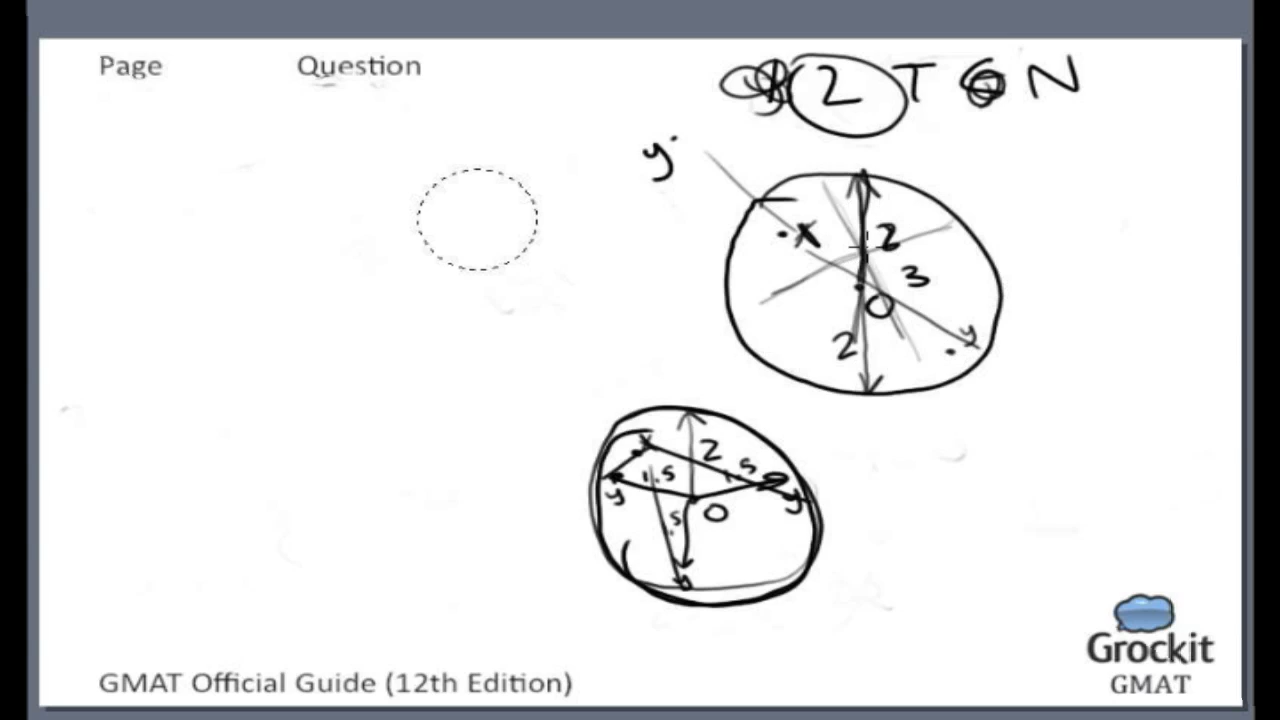 Page Question
2 T N
y
x 2
3
O
2 y
x
2
1.5 1.5
y y
O
.5
Grockit
GMAT
GMAT Official Guide (12th Edition)